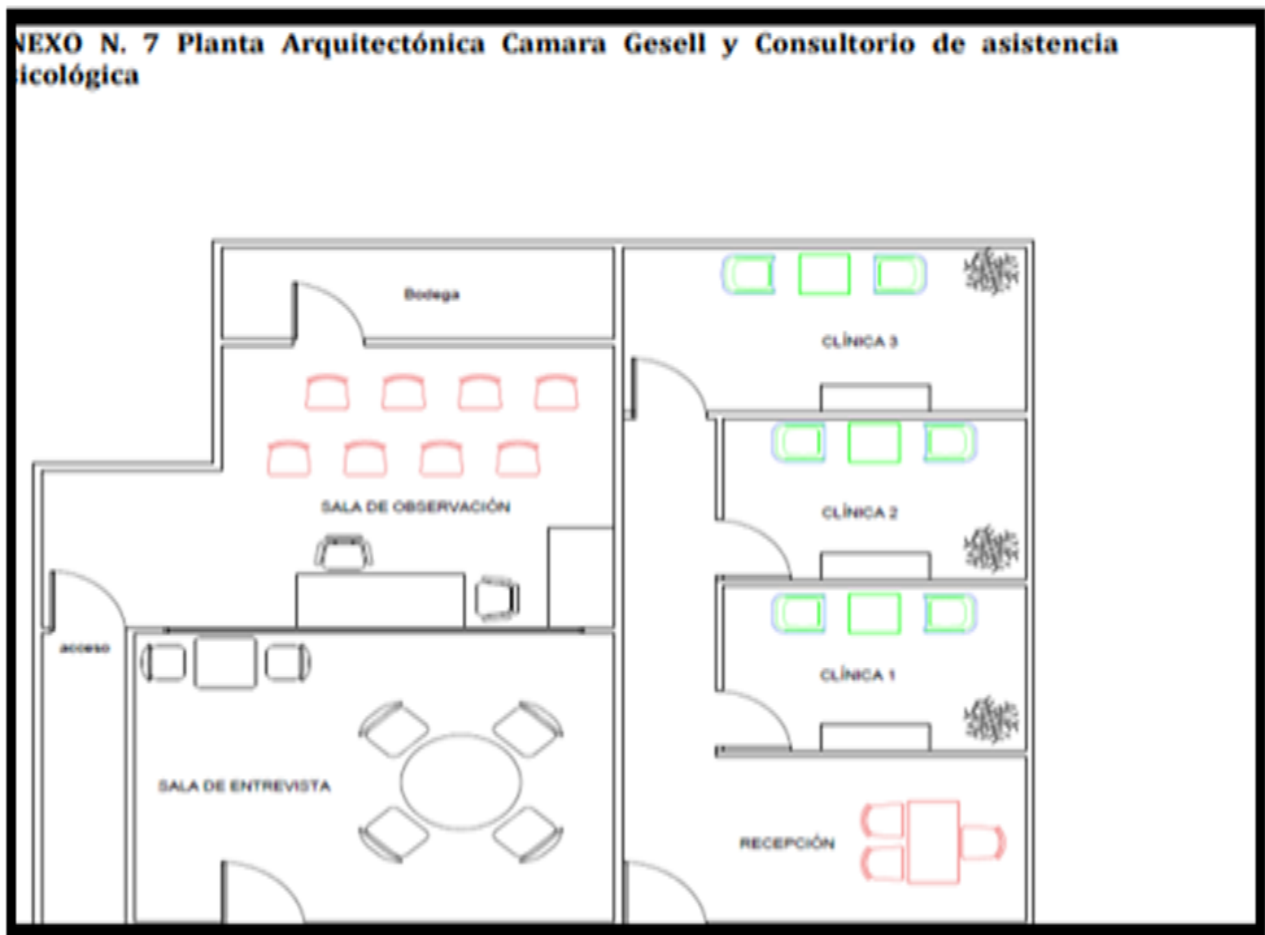 NEXO N. 7 Planta Arquitectónica Camara Gesell y Consultorio de asistencia
sicológica
Bodega
CLÍNICA 3
SALA DE OBSERVACIÓN
CLÍNICA 2
acceso
CLÍNICA 1
SALA DE ENTREVISTA
RECEPCIÓN